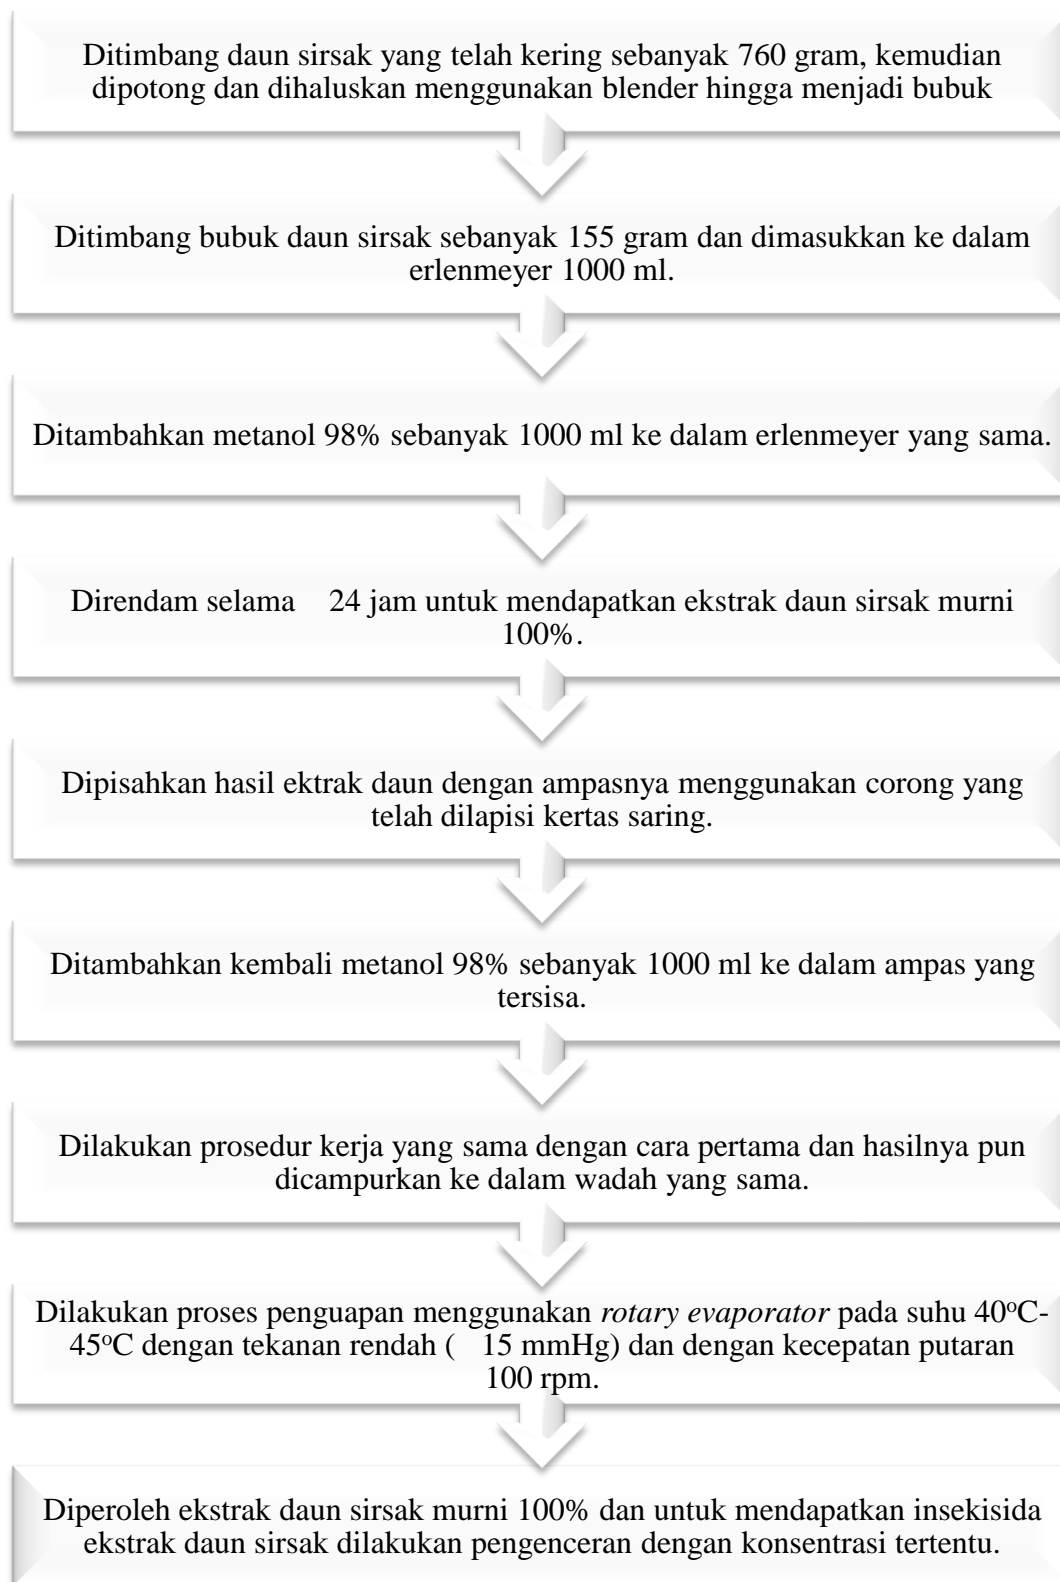 Ditimbang daun sirsak yang telah kering sebanyak 760 gram, kemudian
dipotong dan dihaluskan menggunakan blender hingga menjadi bubuk
Ditimbang bubuk daun sirsak sebanyak 155 gram dan dimasukkan ke dalam
erlenmeyer 1000 ml.
Ditambahkan metanol 98% sebanyak 1000 ml ke dalam erlenmeyer yang sama.
Direndam selama 24 jam untuk mendapatkan ekstrak daun sirsak murni
100%.
Dipisahkan hasil ektrak daun dengan ampasnya menggunakan corong yang
telah dilapisi kertas saring.
Ditambahkan kembali metanol 98% sebanyak 1000 ml ke dalam ampas yang
tersisa.
Dilakukan prosedur kerja yang sama dengan cara pertama dan hasilnya pun
dicampurkan ke dalam wadah yang sama.
Dilakukan proses penguapan menggunakan rotary evaporator pada suhu 40°C-
45°C dengan tekanan rendah ( 15 mmHg) dan dengan kecepatan putaran
100 rpm.
Diperoleh ekstrak daun sirsak murni 100% dan untuk mendapatkan insekisida
ekstrak daun sirsak dilakukan pengenceran dengan konsentrasi tertentu.